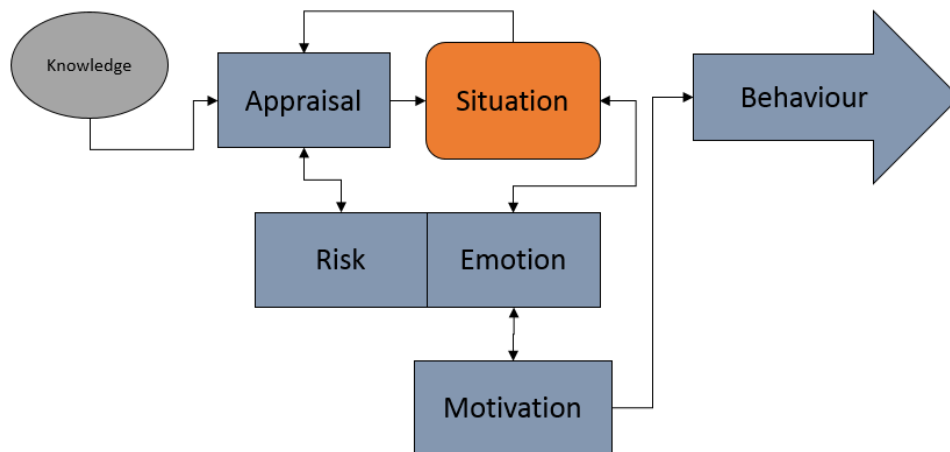 Knowledge
Appraisal
Situation
Behaviour
Risk
Emotion
Motivation